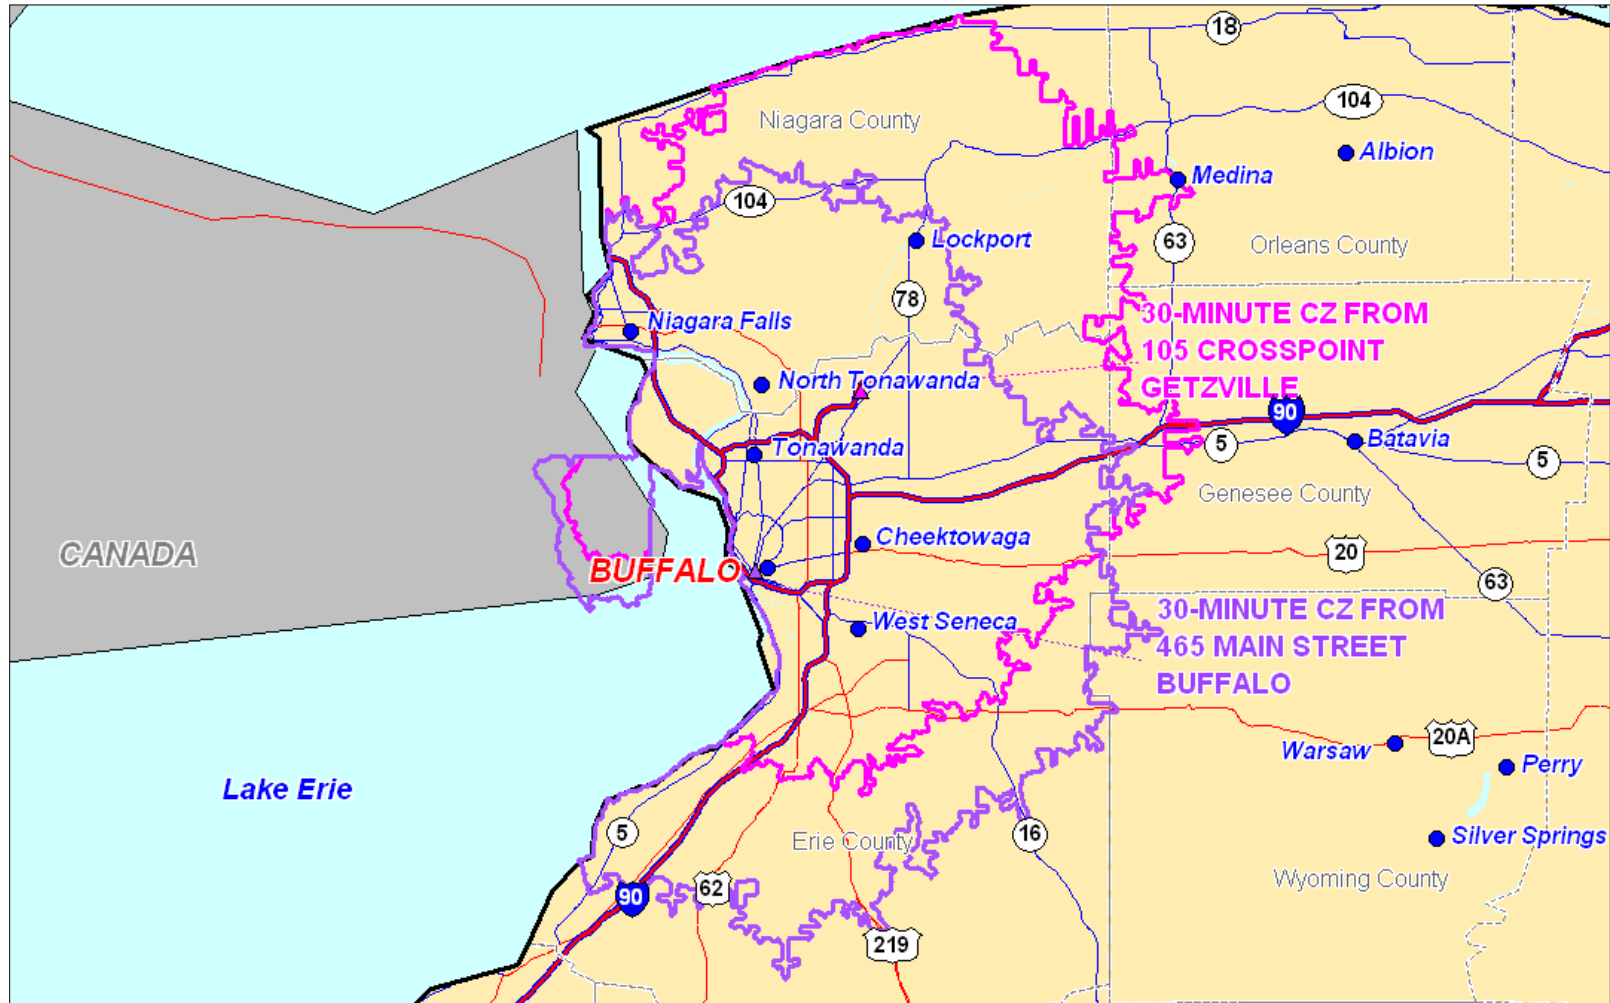 18
104
Niagara County
Albion
Medina
104
Lockport
63
Orleans County
78
30-MINUTE CZ FROM
105 CROSSPOINT
GETZVILLE
Niagara Falls
North Tonawanda
90
5
Batavia
5
Tonawanda
Genesee County
Cheektowaga
20
CANADA
BUFFALO
63
30-MINUTE CZ FROM
465 MAIN STREET
BUFFALO
West Seneca
Warsaw
20A
Perry
Lake Erie
5
Erie County
16
Silver Springs
Wyoming County
62
90
219